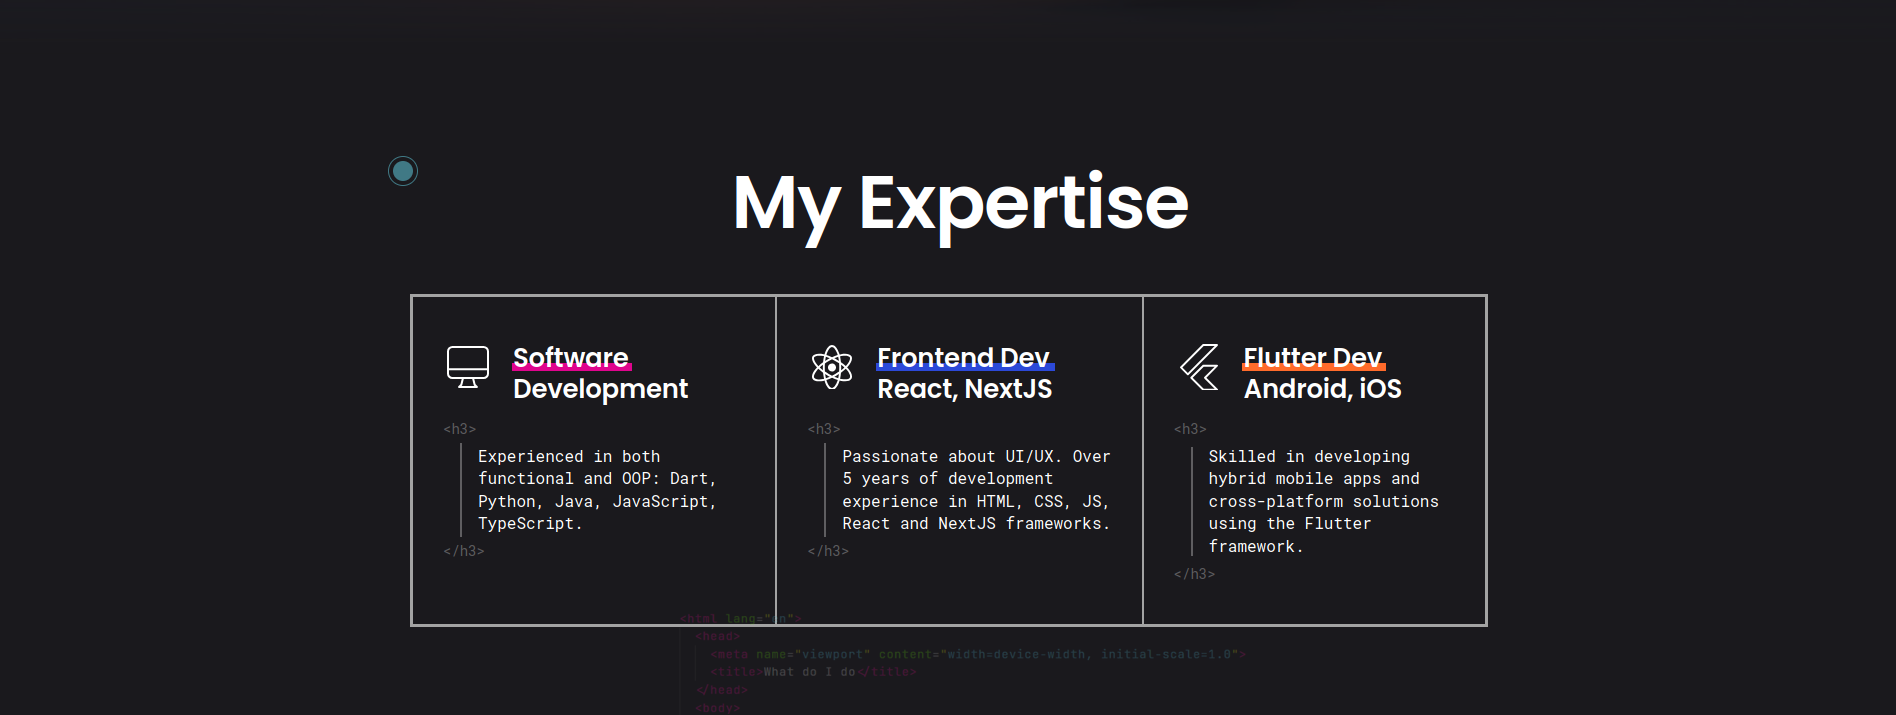 My Expertise
Software
Development
<h3>
Experienced in both
functional and OOP: Dart,
Python, Java, JavaScript,
TypeScript.
</h3>
Frontend Dev
React, NextJS
<h3>
Passionate about UI/UX. Over
5 years of development
experience in HTML, CSS, JS,
React and NextJS frameworks.
</h3>
Flutter Dev
Android, iOS
<h3>
Skilled in developing
hybrid mobile apps and
cross-platform solutions
using the Flutter
framework.
</h3>
<html lang="en">
<head>
<meta name="viewport" content="width=device-width, initial-scale=1.0">
<title>What do I do</title>
</head>
<body>